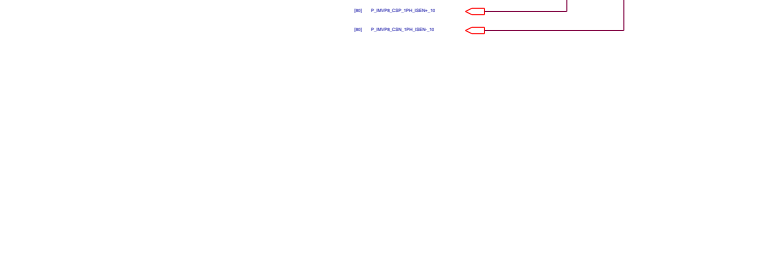 [80] P_IMVP8_CSP_1PH_ISEN+_10
[80] P_IMVP8_CSN_1PH_ISEN-_10